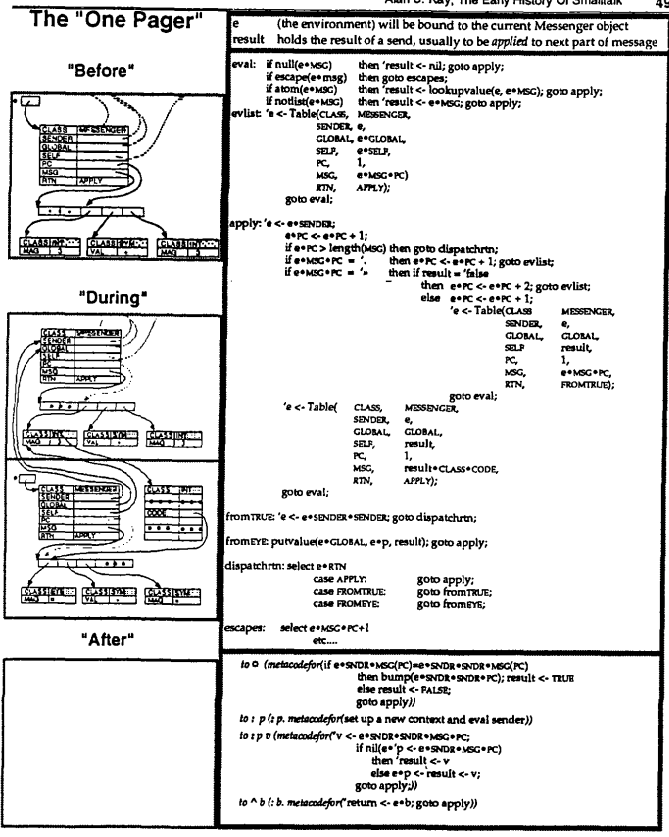 Alan J. Kay, The Early History Of Smalltalk 49
The "One Pager"
"Before"
CLASS MESSENGER
SENDER
GLOBAL
SELF
PC
MSG
RTN APPLY
CLASS INT
MAG 3
CLASS SYM
VAL +
CLASS INT
MAG 3
"During"
CLASS MESSENGER
SENDER
GLOBAL
SELF
PC
MSG
RTN APPLY
CLASS INT
MAG 3
CLASS SYM
VAL +
CLASS INT
MAG 3
CLASS MESSENGER
SENDER
GLOBAL
SELF
PC
MSG
RTN APPLY
CLASS INT
CODE
CLASS EYE
CLASS SYM
CLASS SYM
"After"
e (the environment) will be bound to the current Messenger object
result holds the result of a send, usually to be applied to next part of message
eval: if null(e•MSG) then 'result <- nil; goto apply;
if escape(e•msg) then goto escapes;
if atom(e•MSG) then 'result <- lookupvalue(e, e•MSG); goto apply;
if notlist(e•MSG) then 'result <- e•MSG; goto apply;
evlist: 'e <- Table(CLASS, MESSENGER,
SENDER, e,
GLOBAL, e•GLOBAL,
SELF, e•SELF,
PC, 1,
MSG, e•MSG•PC)
RTN, APPLY);
goto eval;
apply: 'e <- e•SENDER;
e•PC <- e•PC + 1;
if e•PC > length(MSG) then goto dispatchrtn;
if e•MSG•PC = '. then e•PC <- e•PC + 1; goto evlist;
if e•MSG•PC = '» then if result = 'false
then e•PC <- e•PC + 2; goto evlist;
else e•PC <- e•PC + 1;
'e <- Table(CLASS MESSENGER,
SENDER, e,
GLOBAL, GLOBAL,
SELF result,
PC, 1,
MSG, e•MSG•PC,
RTN, FROMTRUE);
goto eval;
'e <- Table( CLASS, MESSENGER,
SENDER, e,
GLOBAL, GLOBAL,
SELF, result,
PC, 1,
MSG, result•CLASS•CODE,
RTN, APPLY);
goto eval;
fromTRUE: 'e <- e•SENDER•SENDER; goto dispatchrtn;
fromEYE: putvalue(e•GLOBAL, e•p, result); goto apply;
dispatchrtn: select e•RTN
case APPLY: goto apply;
case FROMTRUE: goto fromTRUE;
case FROMEYE: goto fromEYE;
escapes: select e•MSG•PC+1
etc....
to ¤ (metacodefor(if e•SNDR•MSG(PC)=e•SNDR•SNDR•MSG(PC)
then bump(e•SNDR•SNDR•PC); result <- TRUE
else result <- FALSE;
goto apply))
to : p (: p. metacodefor(set up a new context and eval sender))
to : p v (metacodefor("v <- e•SNDR•SNDR•MSG•PC;
if nil(e•'p <- e•SNDR•MSG•PC)
then 'result <- v
else e•p <- result <- v;
goto apply;))
to ^ b (: b. metacodefor("return <- e•b; goto apply))